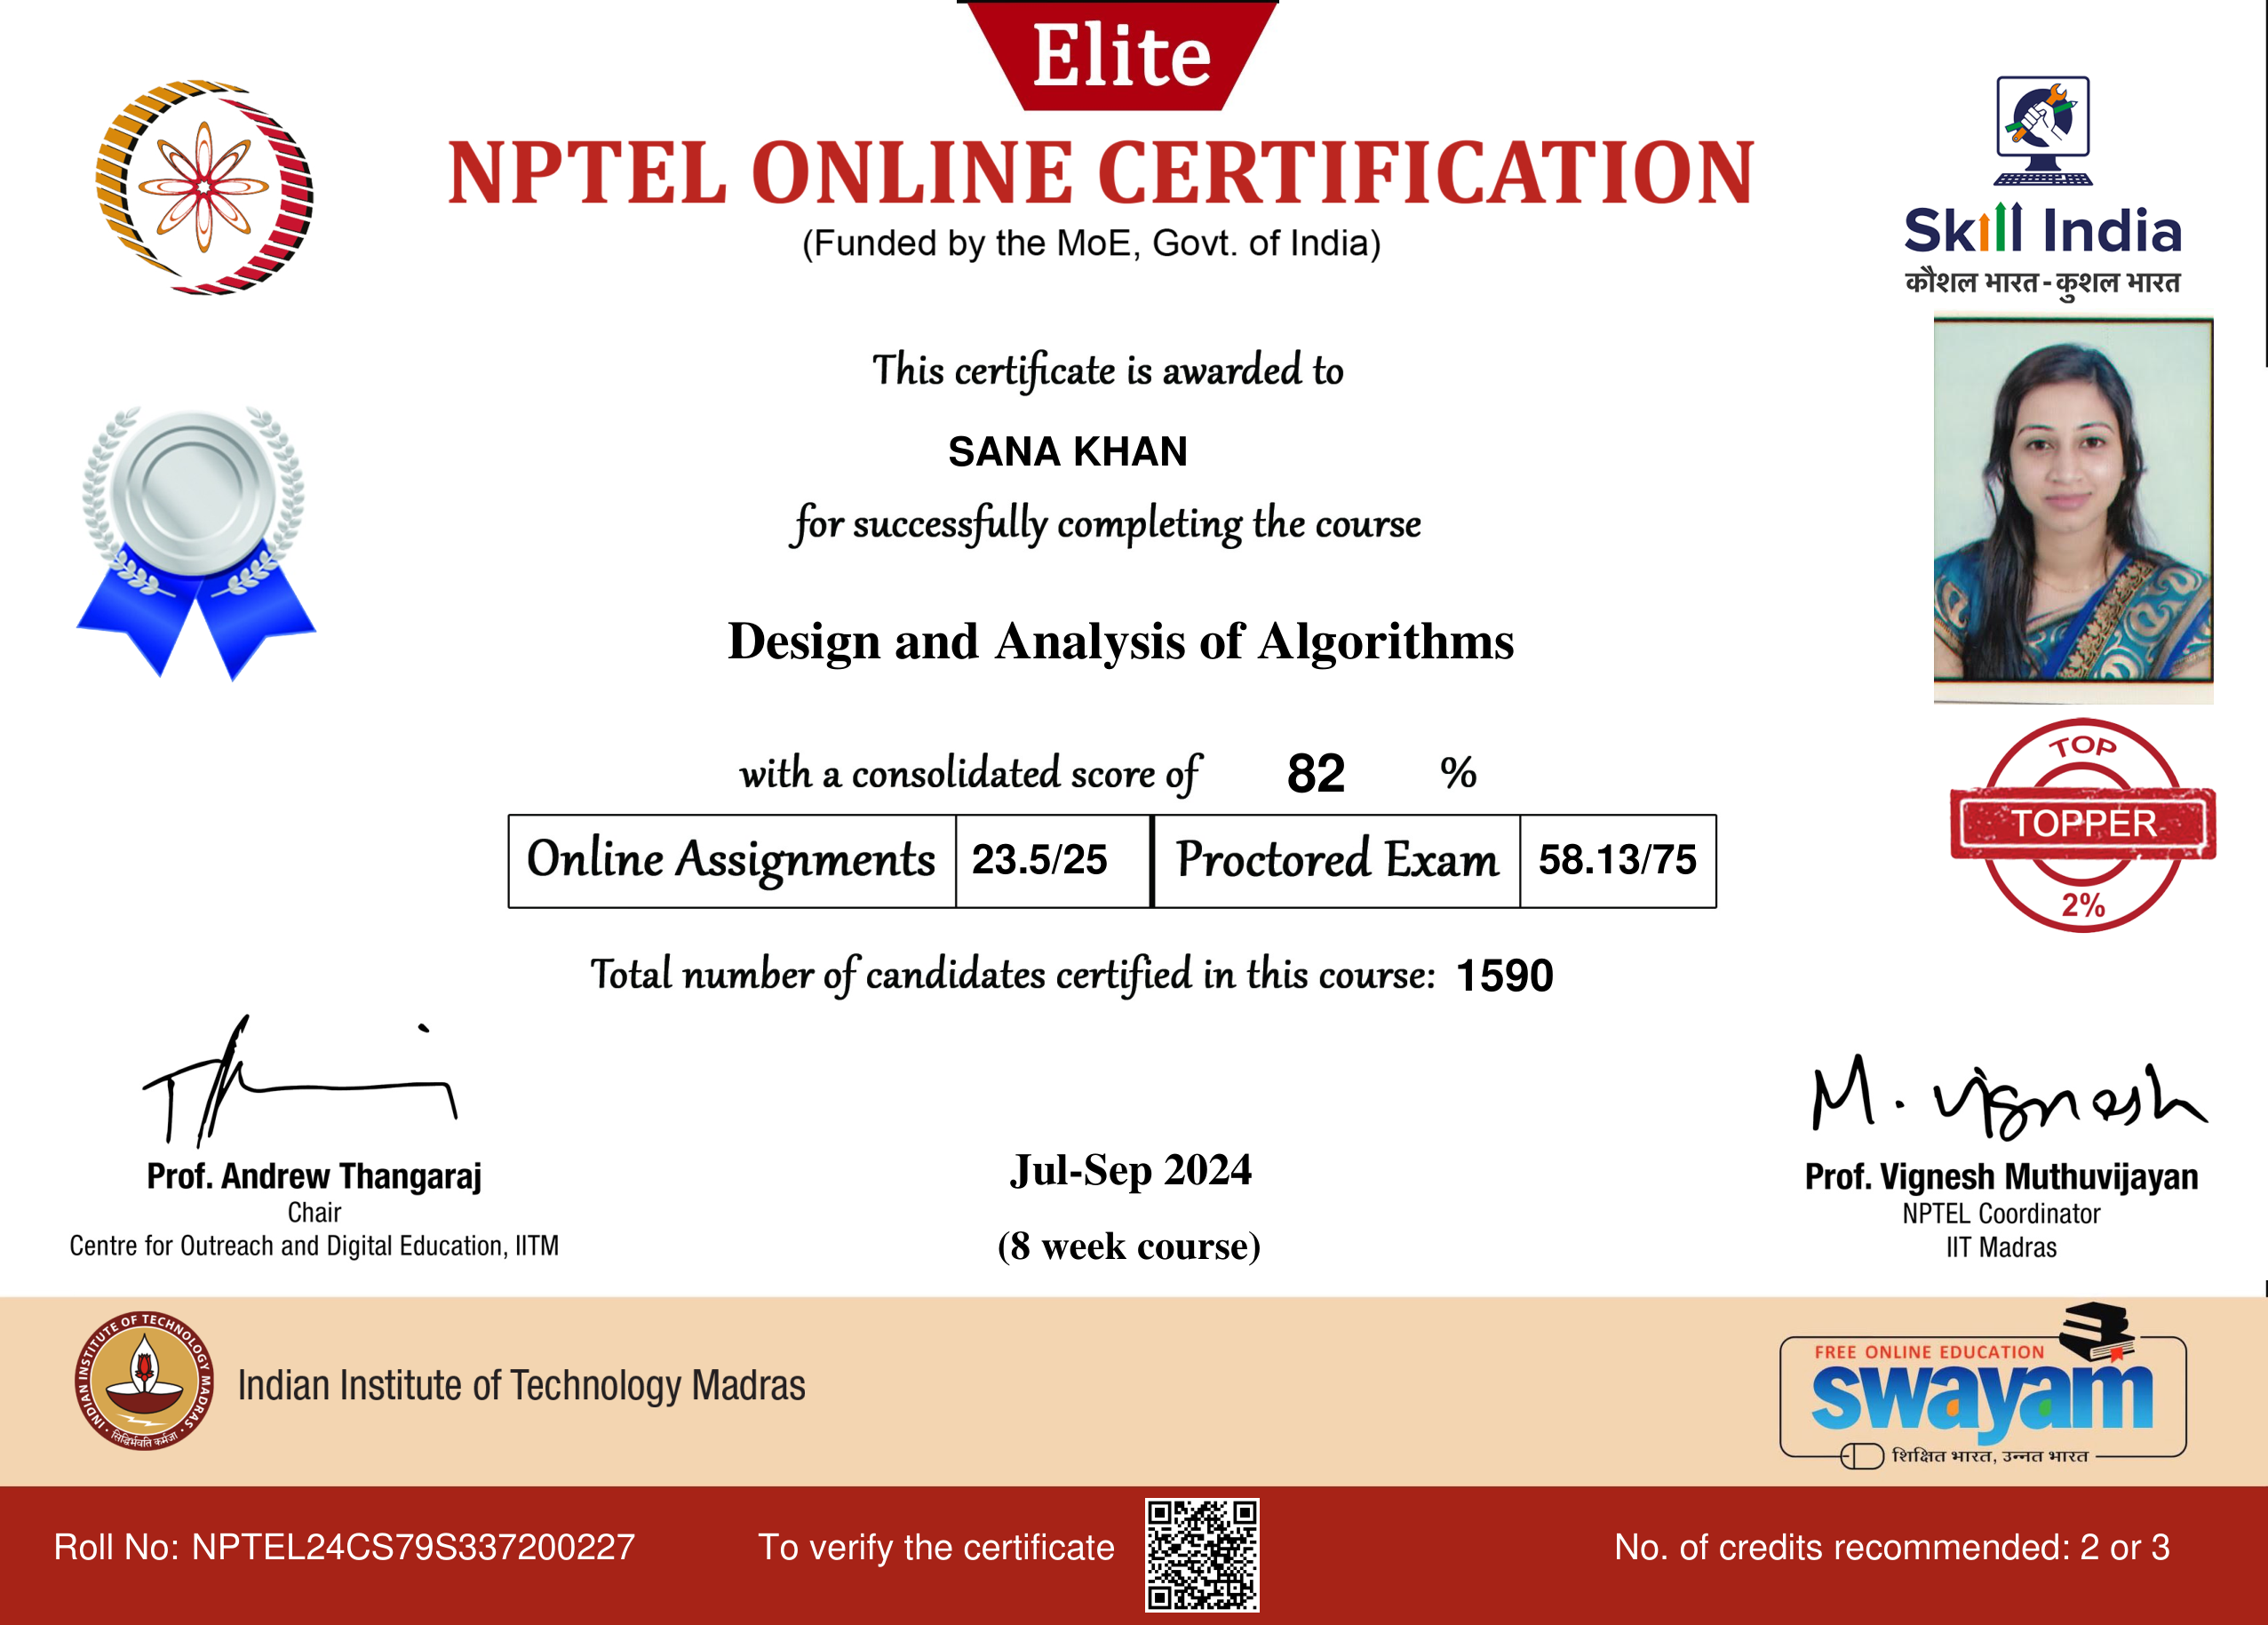 Elite
NPTEL ONLINE CERTIFICATION
(Funded by the MoE, Govt. of India)
Skill India
कौशल भारत - कुशल भारत
This certificate is awarded to
SANA KHAN
for successfully completing the course
Design and Analysis of Algorithms
with a consolidated score of 82 %
Online Assignments 23.5/25 Proctored Exam 58.13/75
TOP
TOPPER
2%
Total number of candidates certified in this course: 1590
M. Vignesh
Prof. Andrew Thangaraj
Chair
Centre for Outreach and Digital Education, IITM
Jul-Sep 2024
(8 week course)
Prof. Vignesh Muthuvijayan
NPTEL Coordinator
IIT Madras
INDIAN INSTITUTE OF TECHNOLOGY MADRAS
सिद्धिर्भवति कर्मजा
Indian Institute of Technology Madras
FREE ONLINE EDUCATION
swayam
शिक्षित भारत, उन्नत भारत
Roll No: NPTEL24CS79S337200227
To verify the certificate
No. of credits recommended: 2 or 3